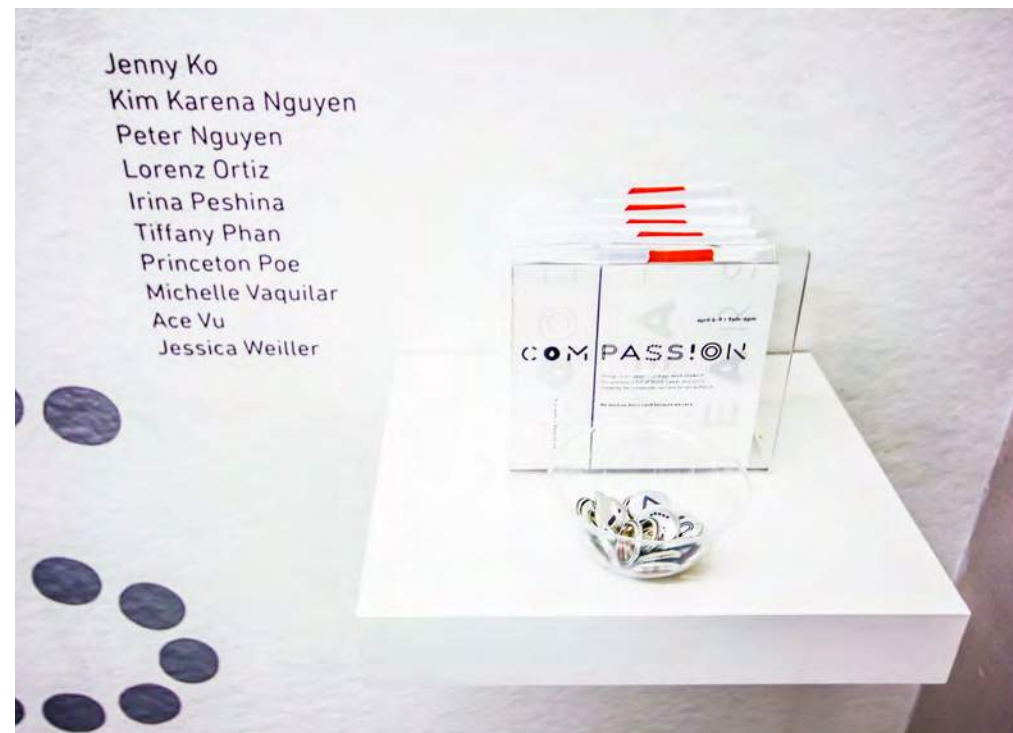 Jenny Ko
Kim Karena Nguyen
Peter Nguyen
Lorenz Ortiz
Irina Peshina
Tiffany Phan
Princeton Poe
Michelle Vaquilar
Ace Vu
Jessica Weiller
COMPASS!ON